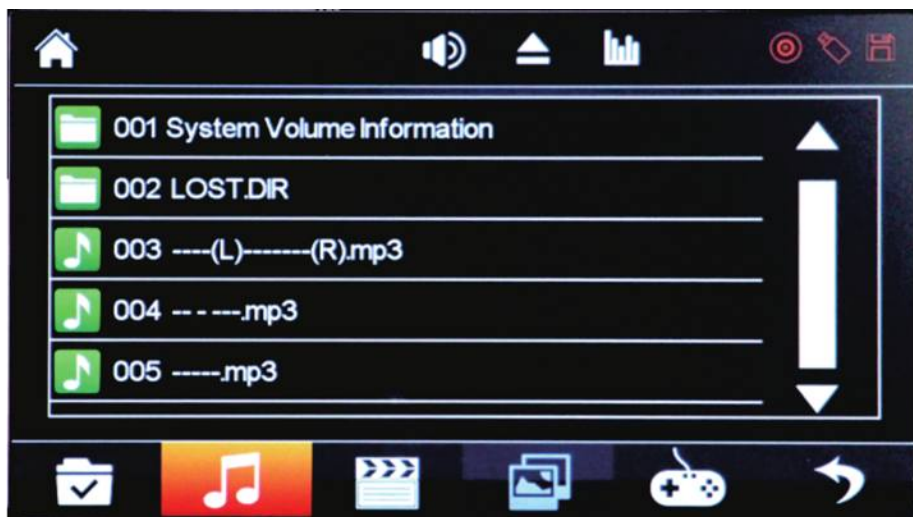 001 System Volume Information
002 LOST.DIR
003 ----(L)-------(R).mp3
004 -- - ---.mp3
005 -----.mp3